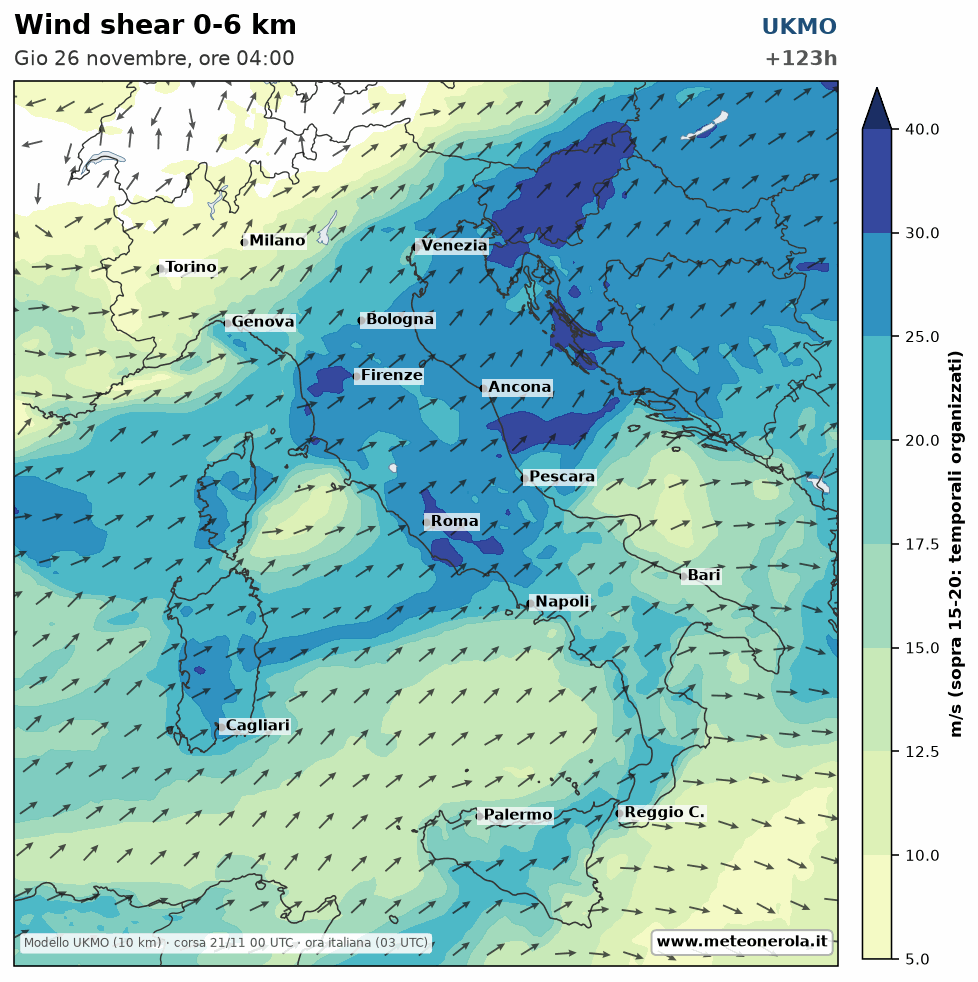 Wind shear 0-6 km
UKMO
Gio 26 novembre, ore 04:00
+123h
Milano
Venezia
Torino
Genova
Bologna
Firenze
Ancona
Pescara
Roma
Bari
Napoli
Cagliari
Palermo
Reggio C.
40.0
30.0
25.0
20.0
17.5
15.0
12.5
10.0
5.0
m/s (sopra 15-20: temporali organizzati)
Modello UKMO (10 km) · corsa 21/11 00 UTC · ora italiana (03 UTC)
www.meteonerola.it